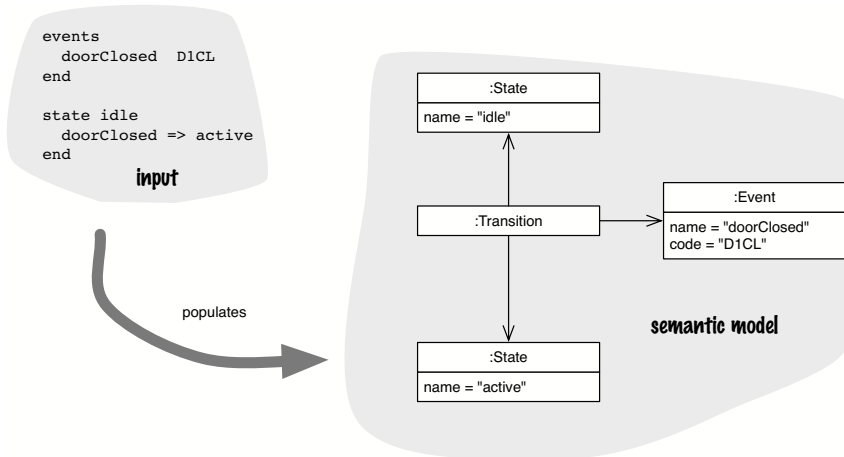 events
  doorClosed  D1CL
end
state idle
  doorClosed => active
end
input
populates
:State
name = "idle"
:Transition
:Event
name = "doorClosed"
code = "D1CL"
semantic model
:State
name = "active"